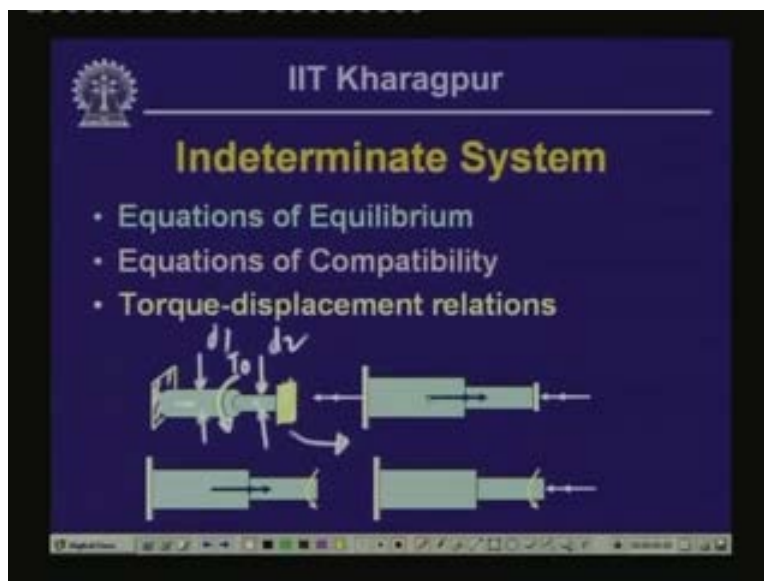 IIT Kharagpur
Indeterminate System
• Equations of Equilibrium
• Equations of Compatibility
• Torque-displacement relations
d1
T0
d2